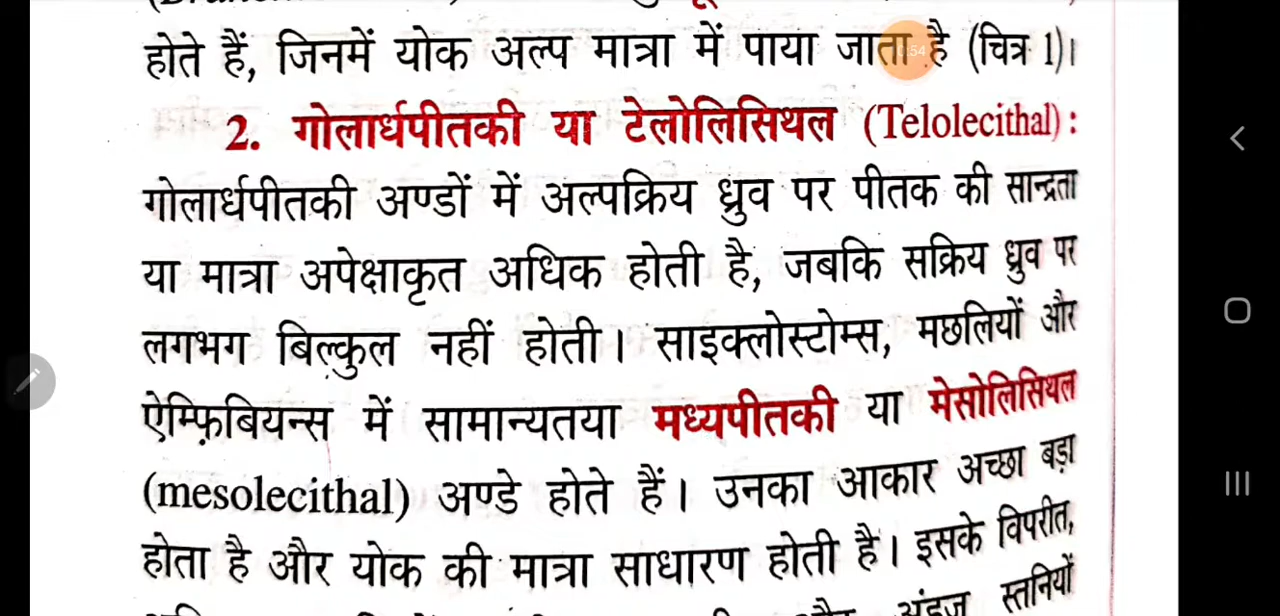 होते हैं, जिनमें योक अल्प मात्रा में पाया जाता है (चित्र 1)।
2. गोलार्धपीतकी या टेलोलिसिथल (Telolecithal) :
गोलार्धपीतकी अण्डों में अल्पक्रिय ध्रुव पर पीतक की सान्द्रता
या मात्रा अपेक्षाकृत अधिक होती है, जबकि सक्रिय ध्रुव पर
लगभग बिल्कुल नहीं होती। साइक्लोस्टोम्स, मछलियों और
ऐम्फ़िबियन्स में सामान्यतया मध्यपीतकी या मेसोलिसिथल
(mesolecithal) अण्डे होते हैं। उनका आकार अच्छा बड़ा
होता है और योक की मात्रा साधारण होती है। इसके विपरीत,
अंडज स्तनियों